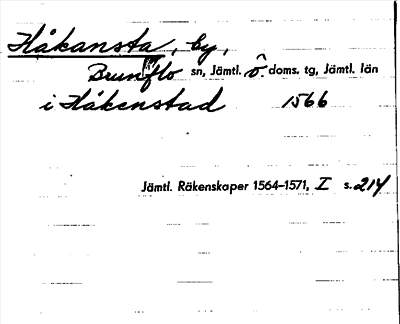 Håkansta, by,
Brunflo sn, Jämtl. ö. doms. tg, Jämtl. län
i Håkenstad 1566
Jämtl. Räkenskaper 1564–1571, I s. 214